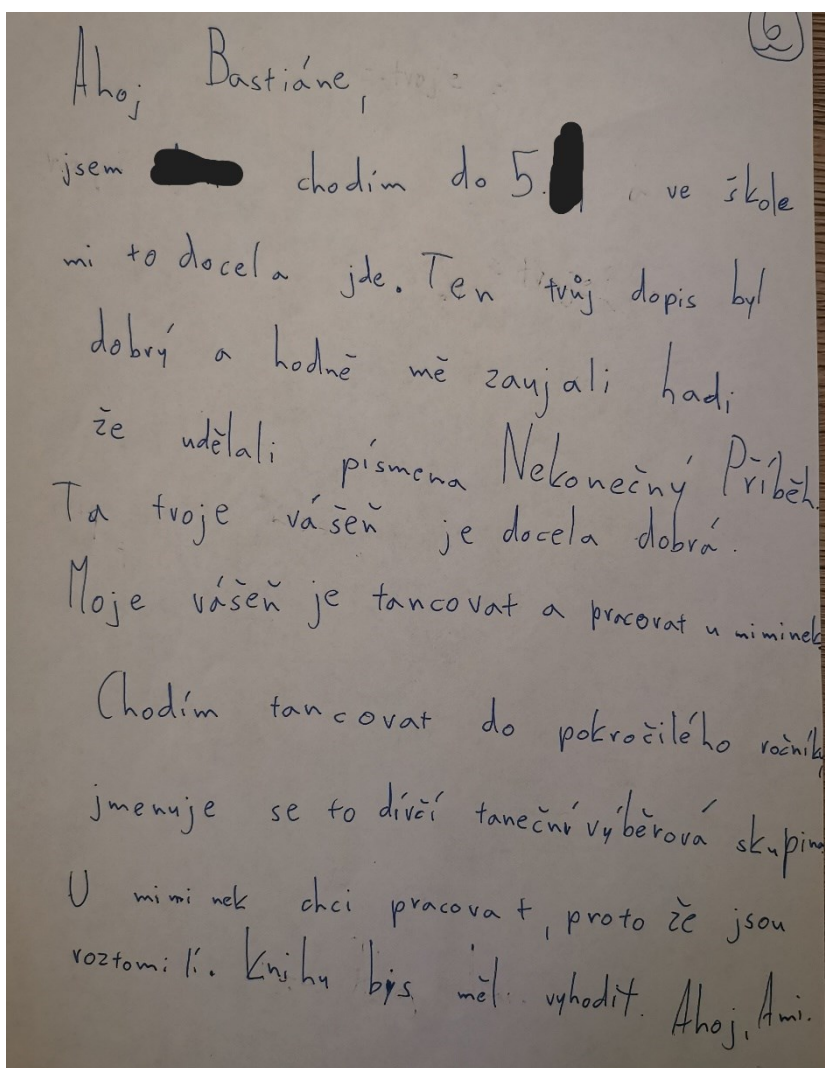 6
Ahoj Bastiáne,
jsem chodím do 5. ve škole
mi to docela jde. Ten tvůj dopis byl
dobrý a hodně mě zaujali hadi
že udělali písmena Nekonečný Příběh.
Ta tvoje vášeň je docela dobrá.
Moje vášeň je tancovat a pracovat u miminek
Chodím tancovat do pokročilého ročníku
jmenuje se to dívčí taneční výběrová skupina
U miminek chci pracovat, proto že jsou
roztomilí. Knihu bys měl vyhodit. Ahoj, Ami.